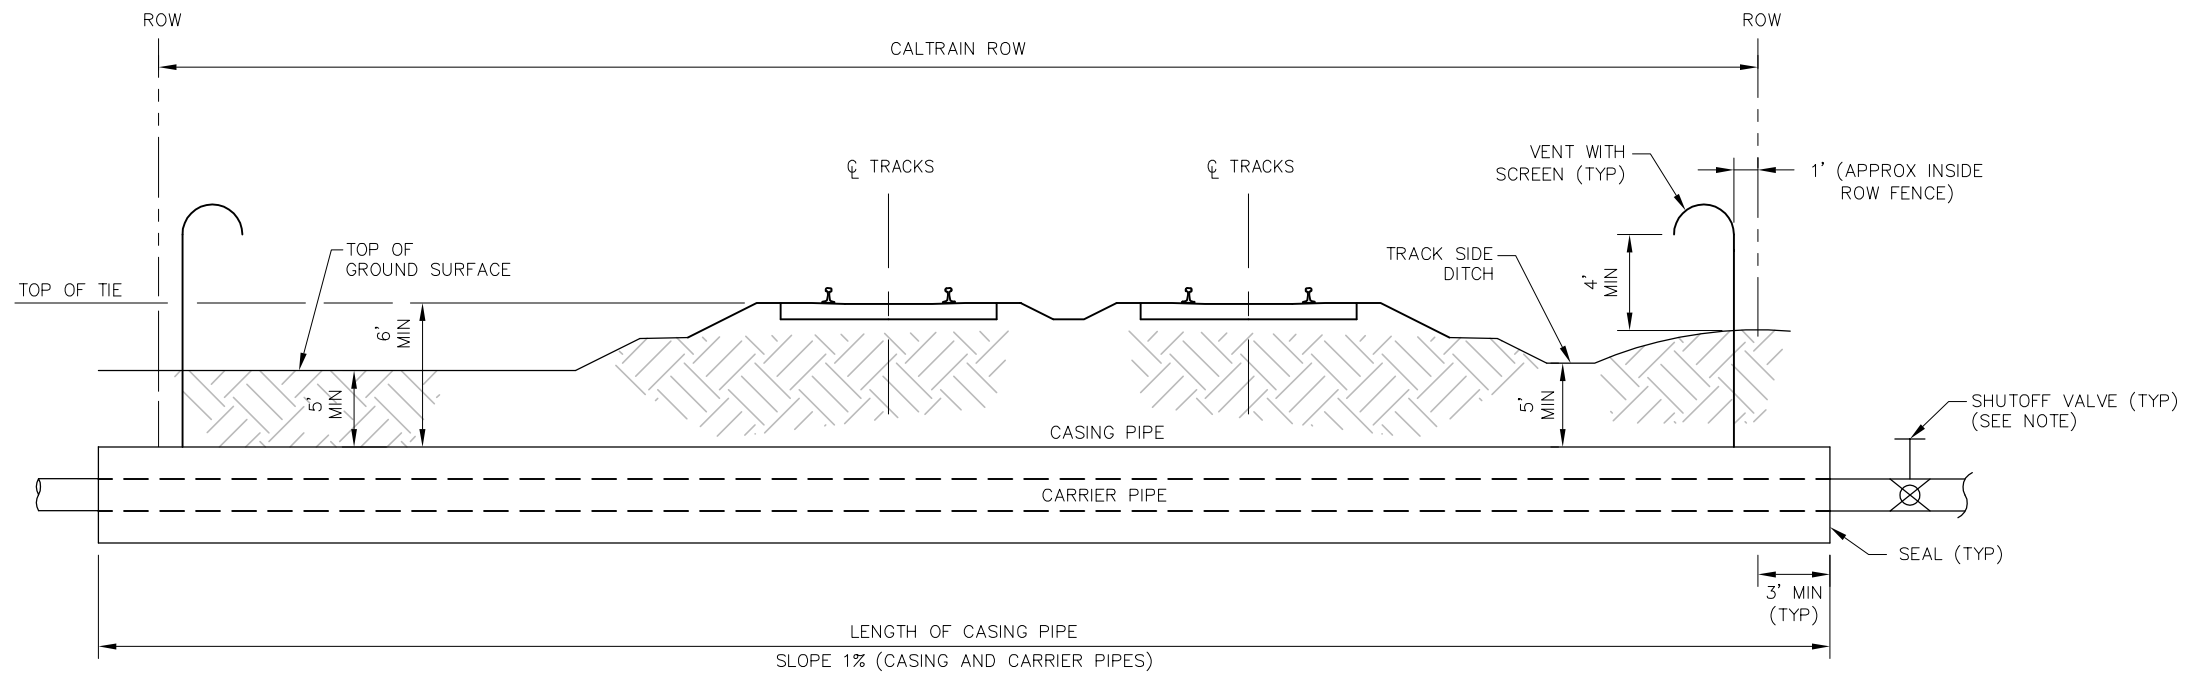 ROW
ROW
CALTRAIN ROW
℄ TRACKS
℄ TRACKS
VENT WITH
SCREEN (TYP)
1' (APPROX INSIDE
ROW FENCE)
TOP OF
GROUND SURFACE
TRACK SIDE
DITCH
TOP OF TIE
4'
MIN
6'
MIN
5'
MIN
5'
MIN
SHUTOFF VALVE (TYP)
(SEE NOTE)
CASING PIPE
CARRIER PIPE
SEAL (TYP)
3' MIN
(TYP)
LENGTH OF CASING PIPE
SLOPE 1% (CASING AND CARRIER PIPES)